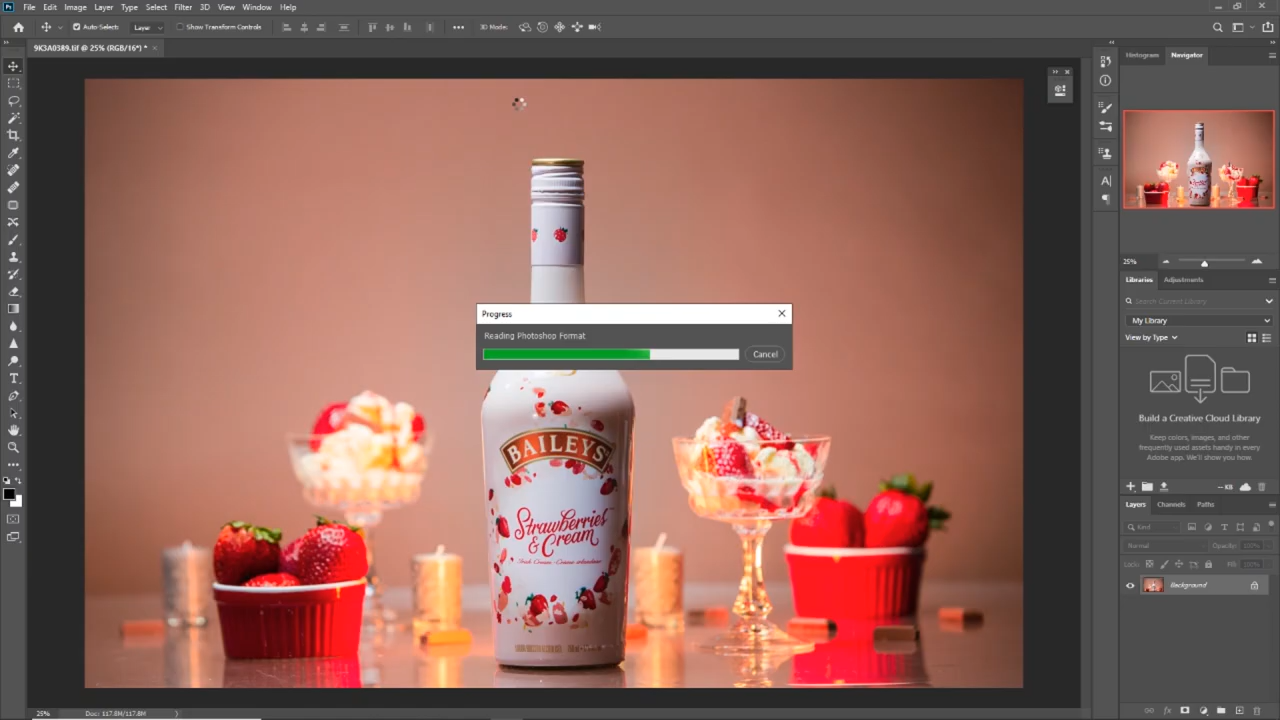 Ps File Edit Image Layer Type Select Filter 3D View Window Help
Auto-Select: Layer Show Transform Controls 3D Mode:
9K3A0389.tif @ 25% (RGB/16*) *
Histogram Navigator
25%
Libraries Adjustments
Search Current Library
My Library
View by Type
Build a Creative Cloud Library
Keep colors, images, and other
frequently used assets handy in every
Adobe app. We'll show you how.
-- KB
Layers Channels Paths
Kind
Normal Opacity: 100%
Lock: Fill: 100%
Background
Progress
Reading Photoshop Format
Cancel
BAILEYS
Strawberries
& Cream
25% Doc: 117.8M/117.8M